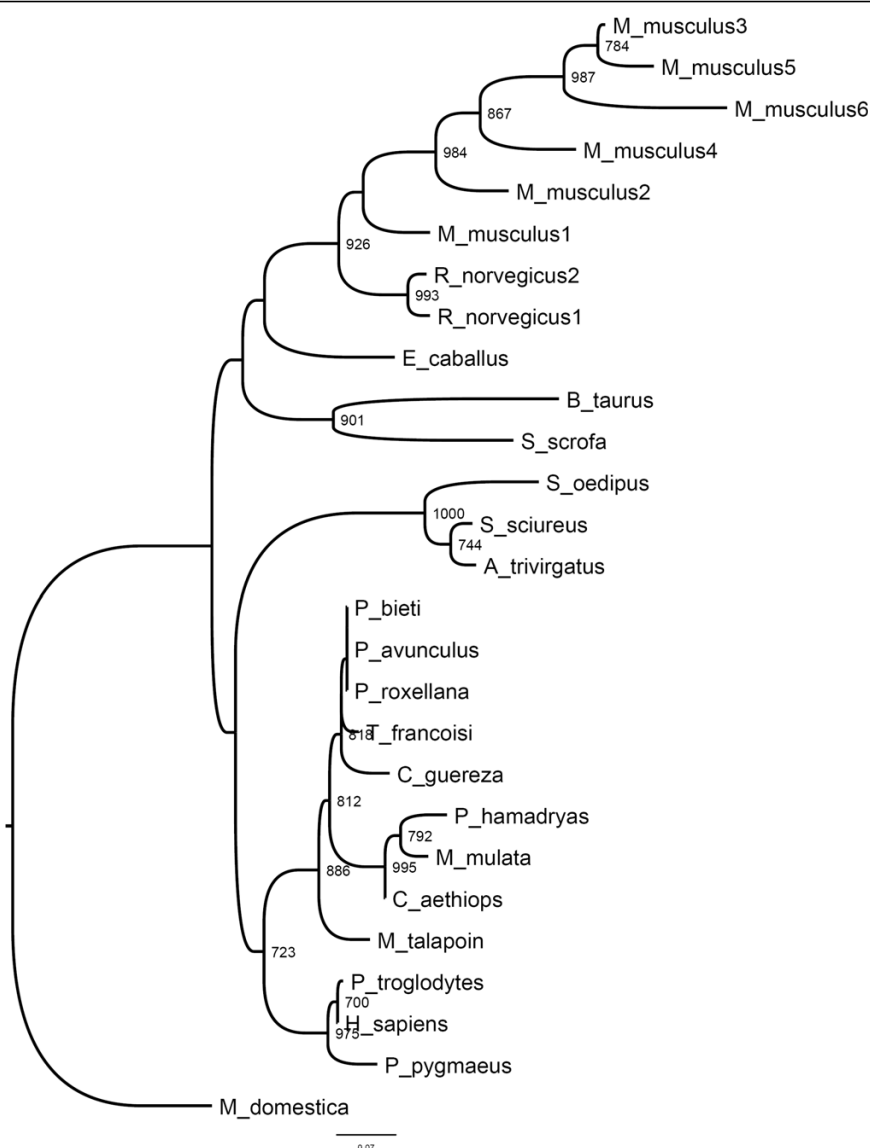 M_musculus3
784
M_musculus5
987
M_musculus6
867
M_musculus4
984
M_musculus2
M_musculus1
926
R_norvegicus2
993
R_norvegicus1
E_caballus
B_taurus
901
S_scrofa
S_oedipus
1000
S_sciureus
744
A_trivirgatus
P_bieti
P_avunculus
P_roxellana
818
T_francoisi
C_guereza
812
P_hamadryas
792
M_mulata
995
886
C_aethiops
M_talapoin
723
P_troglodytes
700
H_sapiens
975
P_pygmaeus
M_domestica